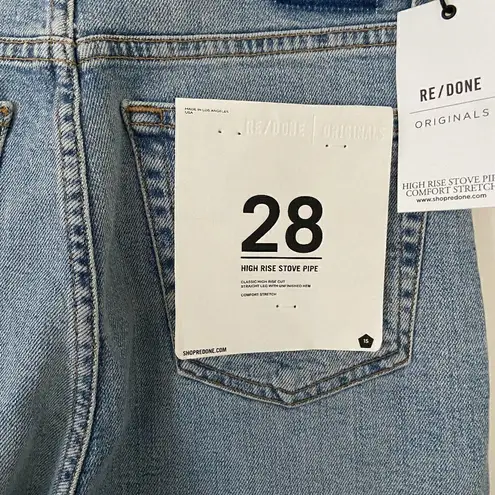 RE/DONE
ORIGINALS
HIGH RISE STOVE PIP
COMFORT STRETCH
www.shopredone.com
MADE IN LOS ANGELES,
USA
RE/DONE | ORIGINALS
28
HIGH RISE STOVE PIPE
CLASSIC HIGH RISE CUT
STRAIGHT LEG WITH UNFINISHED HEM
COMFORT STRETCH
SHOPREDONE.COM
15